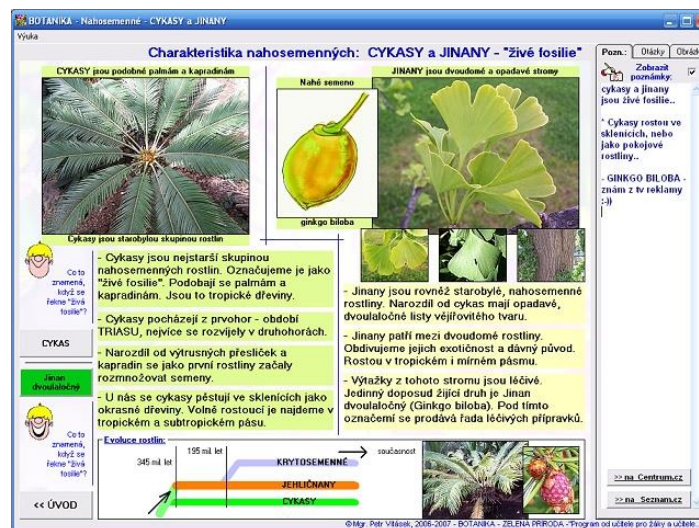 BOTANIKA - Nahosemenné - CYKASY a JINANY
Výuka
Charakteristika nahosemenných: CYKASY a JINANY - "živé fosilie"
CYKASY jsou podobné palmám a kapradinám
Cykasy jsou starobylou skupinou rostlin
Nahé semeno
ginkgo biloba
JINANY jsou dvoudomé a opadavé stromy
Co to
znamená,
když se
řekne "živá
fosilie"?
CYKAS
Jinan
dvoulaločný
Co to
znamená,
když se
řekne "živá
fosilie"?
<< ÚVOD
- Cykasy jsou nejstarší skupinou
nahosemenných rostlin. Označujeme je jako
"živé fosilie". Podobají se palmám a
kapradinám. Jsou to tropické dřeviny.
- Cykasy pocházejí z prvohor - období
TRIASU, nejvíce se rozvíjely v druhohorách.
- Narozdíl od výtrusných přesliček a
kapradin se jako první rostliny začaly
rozmnožovat semeny.
- U nás se cykasy pěstují ve sklenících jako
okrasné dřeviny. Volně rostoucí je najdeme v
tropickém a subtropickém pásu.
- Jinany jsou rovněž starobylé, nahosemenné
rostliny. Narozdíl od cykas mají opadavé,
dvoulaločné listy vějířovitého tvaru.
- Jinany patří mezi dvoudomé rostliny.
Obdivujeme jejich exotičnost a dávný původ.
Rostou v tropickém i mírném pásmu.
- Výtažky z tohoto stromu jsou léčivé.
Jedinný doposud žijící druh je Jinan
dvoulaločný (Ginkgo biloba). Pod tímto
označením se prodává řada léčivých přípravků.
Evoluce rostlin:
345 mil. let
195 mil. let
současnost
KRYTOSEMENNÉ
JEHLIČNANY
CYKASY
Pozn.:
Otázky
Obrázk
Zobrazit
poznámky:
cykasy a jinany
jsou živé fosilie..
* Cykasy rostou ve
sklenících, nebo
jako pokojové
rostliny..
- GINKGO BILOBA -
znám z tv reklamy
:-))
>> na Centrum.cz
>> na Seznam.cz
© Mgr. Petr Vitásek, 2006-2007 - BOTANIKA - ZELENÁ PŘÍRODA -"Program od učitele pro žáky a učitele"